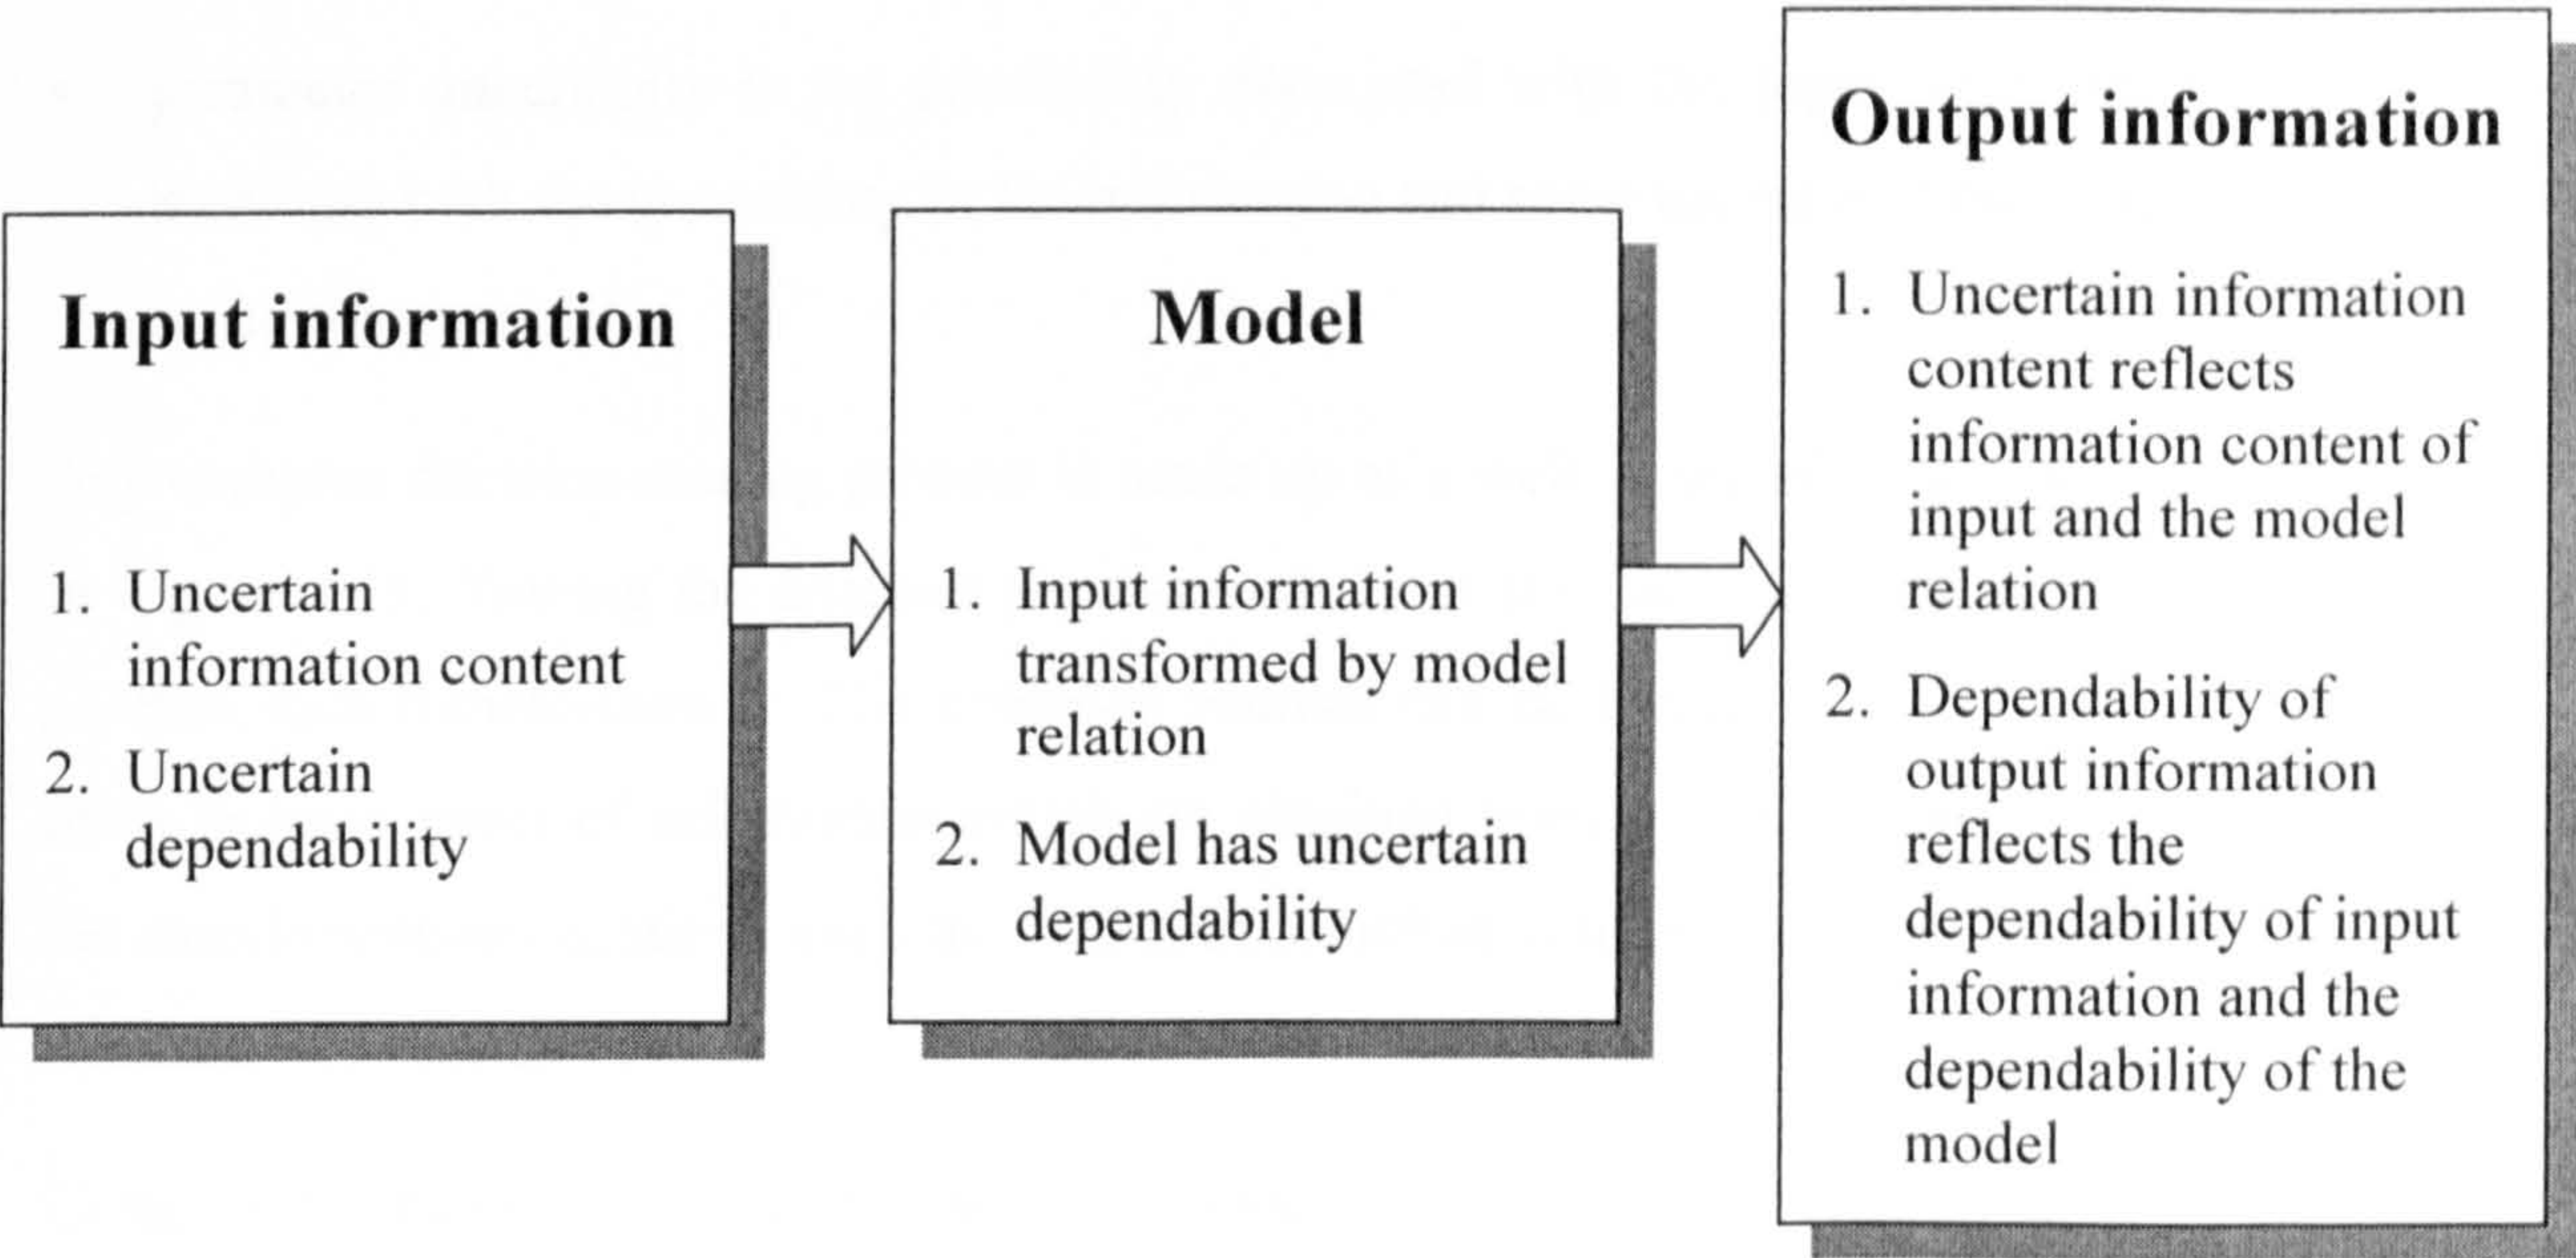 Input information
1. Uncertain
information content
2. Uncertain
dependability
Model
1. Input information
transformed by model
relation
2. Model has uncertain
dependability
Output information
1. Uncertain information
content reflects
information content of
input and the model
relation
2. Dependability of
output information
reflects the
dependability of input
information and the
dependability of the
model